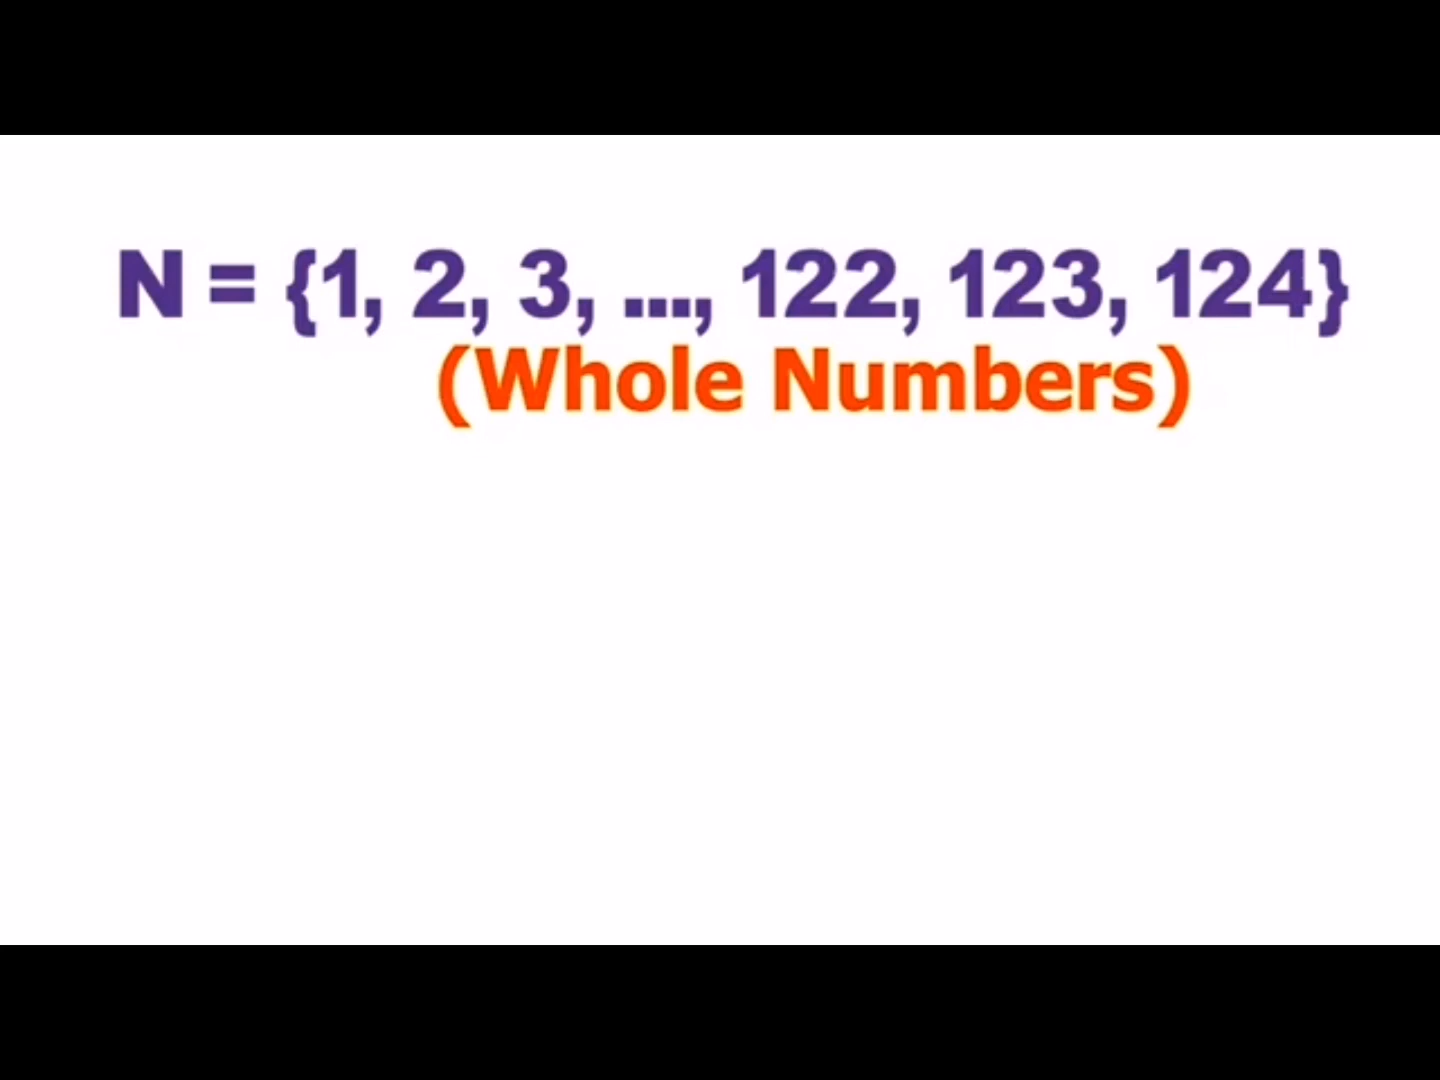 N = {1, 2, 3, ..., 122, 123, 124}
(Whole Numbers)